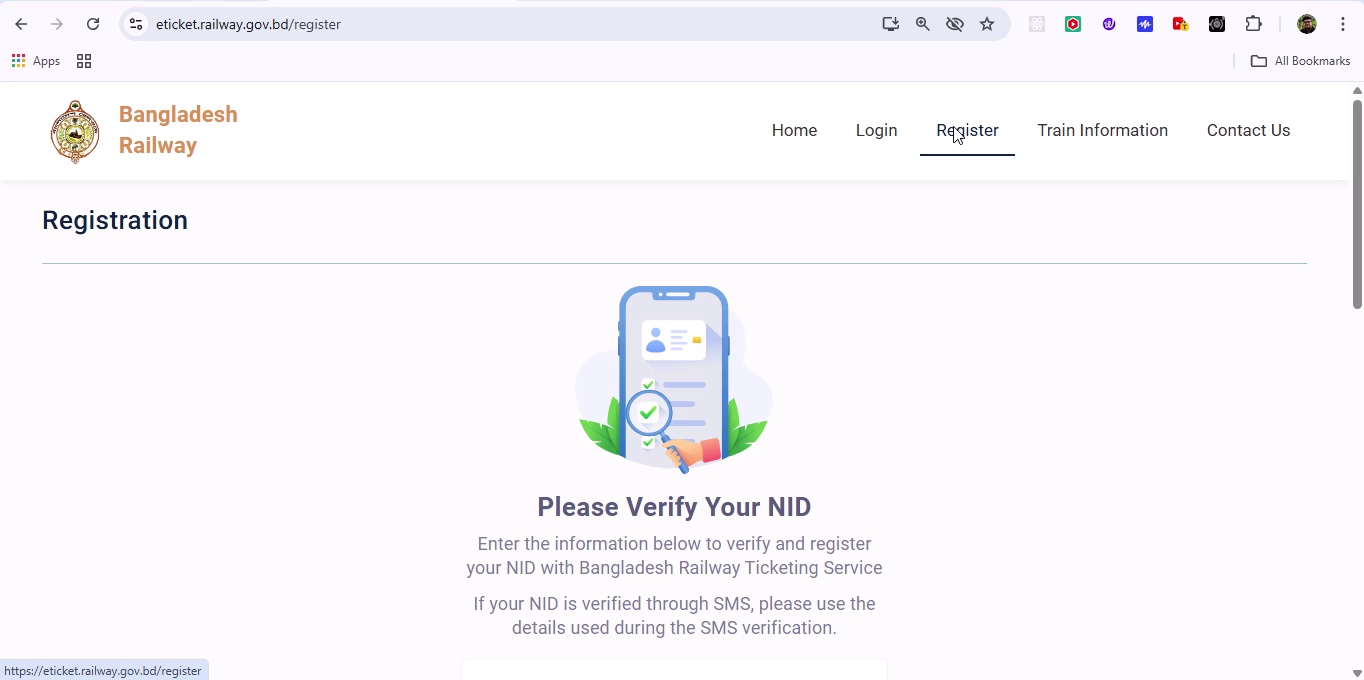 eticket.railway.gov.bd/register
Apps
All Bookmarks
Bangladesh
Railway
Home Login Register Train Information Contact Us
Registration
Please Verify Your NID
Enter the information below to verify and register
your NID with Bangladesh Railway Ticketing Service
If your NID is verified through SMS, please use the
details used during the SMS verification.
https://eticket.railway.gov.bd/register